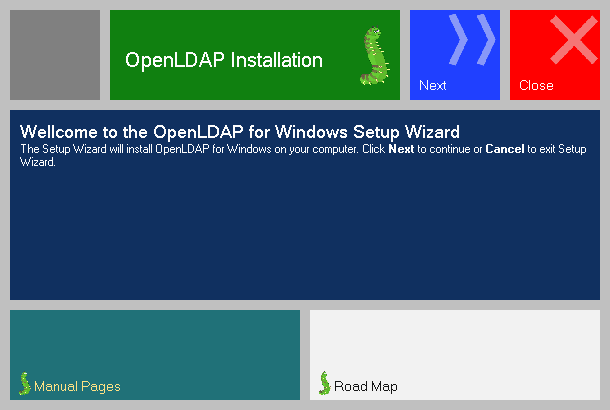 OpenLDAP Installation
Next
Close
Wellcome to the OpenLDAP for Windows Setup Wizard
The Setup Wizard will install OpenLDAP for Windows on your computer. Click Next to continue or Cancel to exit Setup
Wizard.
Manual Pages
Road Map